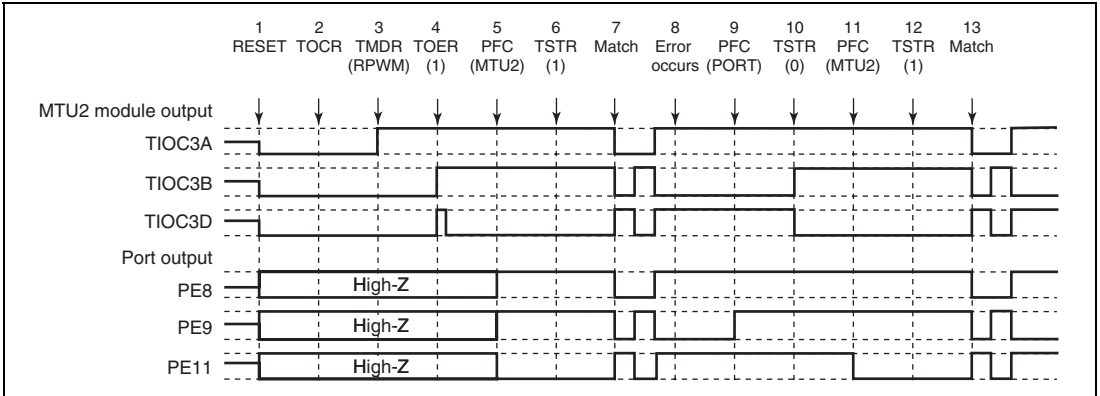 1 2 3 4 5 6 7 8 9 10 11 12 13
RESET TOCR TMDR TOER PFC TSTR Match Error PFC TSTR PFC TSTR Match
(RPWM) (1) (MTU2) (1) occurs (PORT) (0) (MTU2) (1)
MTU2 module output
TIOC3A
TIOC3B
TIOC3D
Port output
PE8 High-Z
PE9 High-Z
PE11 High-Z